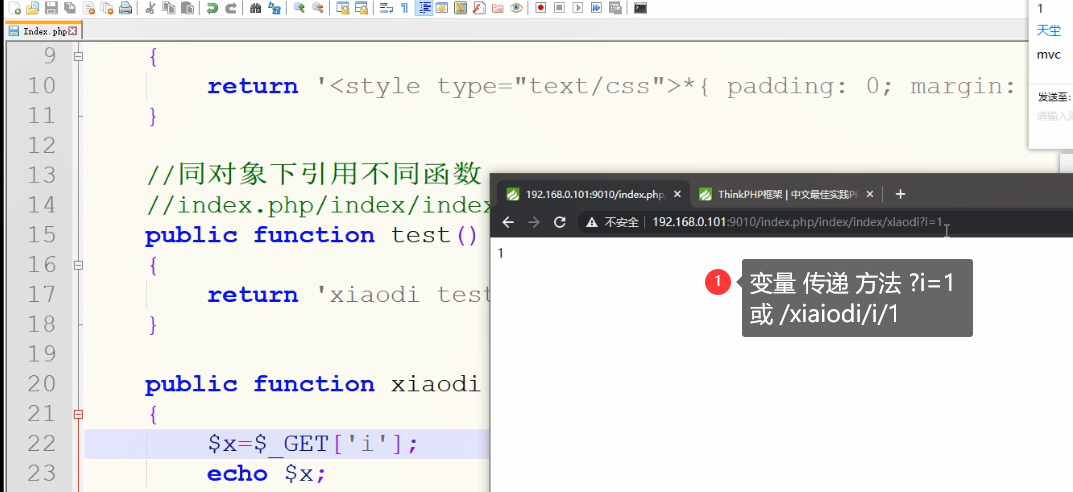 Index.php
9 {
10 return '<style type="text/css">*{ padding: 0; margin:
11 }
12
13 //同对象下引用不同函数
14 //index.php/index/index
15 public function test()
16 {
17 return 'xiaodi test
18 }
19
20 public function xiaodi
21 {
22 $x=$_GET['i'];
23 echo $x;
192.168.0.101:9010/index.php
ThinkPHP框架 | 中文最佳实践P
不安全 192.168.0.101:9010/index.php/index/index/xiaodi?i=1
1
1
变量 传递 方法 ?i=1
或 /xiaiodi/i/1
1
天坣
mvc
发送至:
请输入